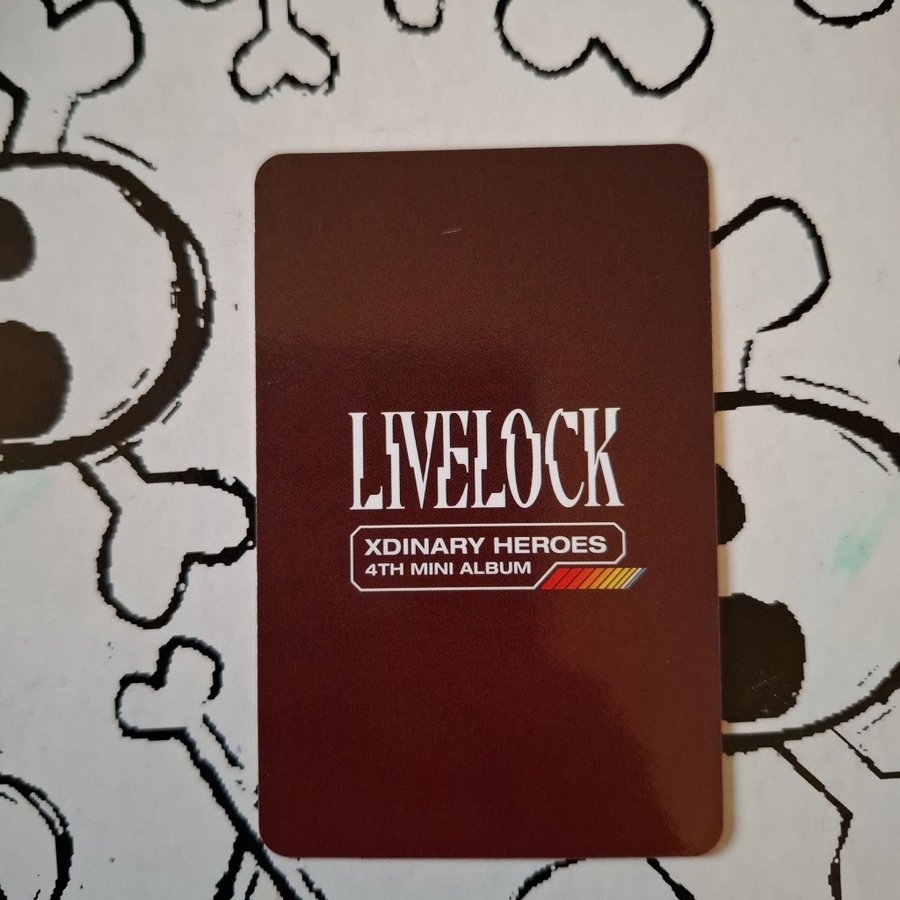 LIVELOCK
XDINARY HEROES
4TH MINI ALBUM